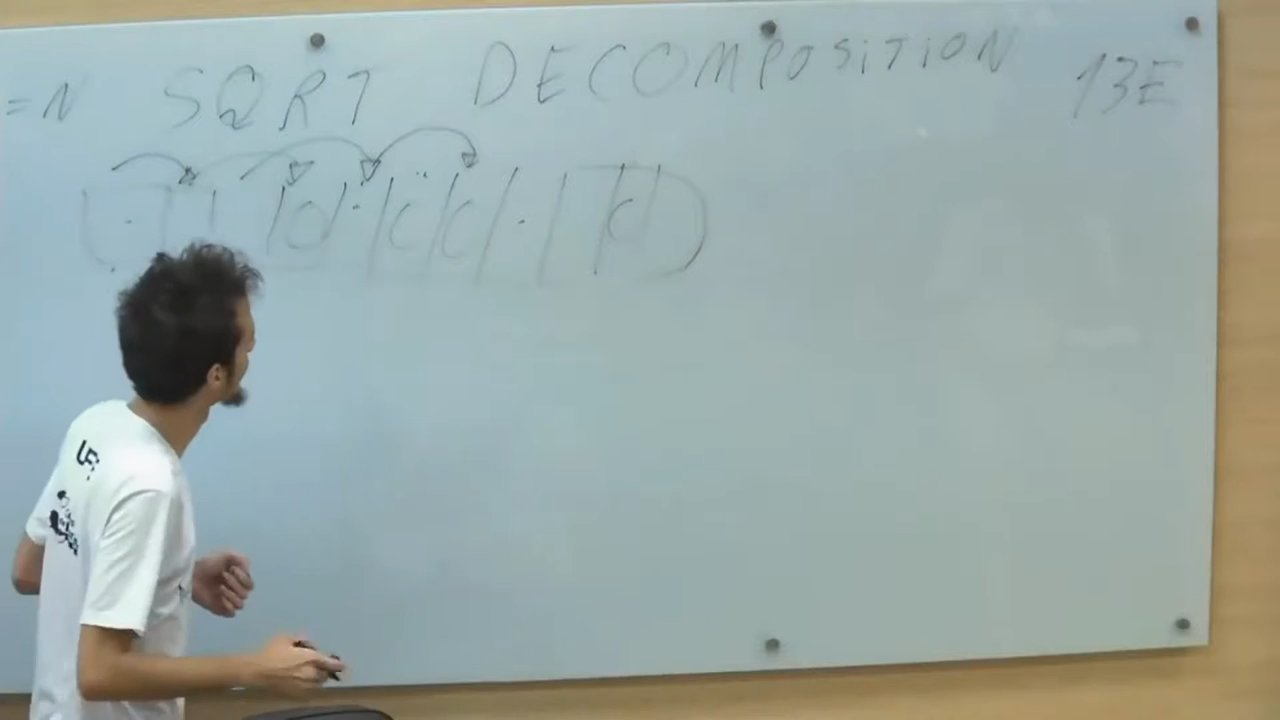 = N SQRT DECOMPOSITION 13E